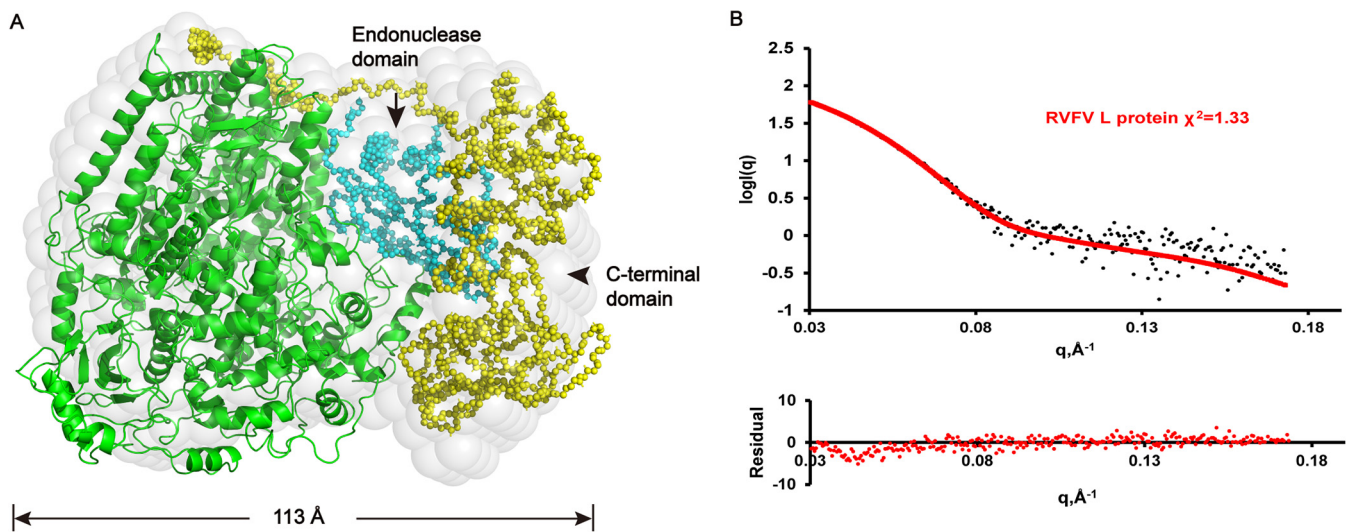 A
Endonuclease
domain
C-terminal
domain
113 Å
B
logI(q)
2.5
2
1.5
1
0.5
0
-0.5
-1
RVFV L protein χ²=1.33
0.03
0.08
0.13
0.18
q,Å⁻¹
Residual
10
0
-10
0.03
0.08
0.13
0.18
q,Å⁻¹